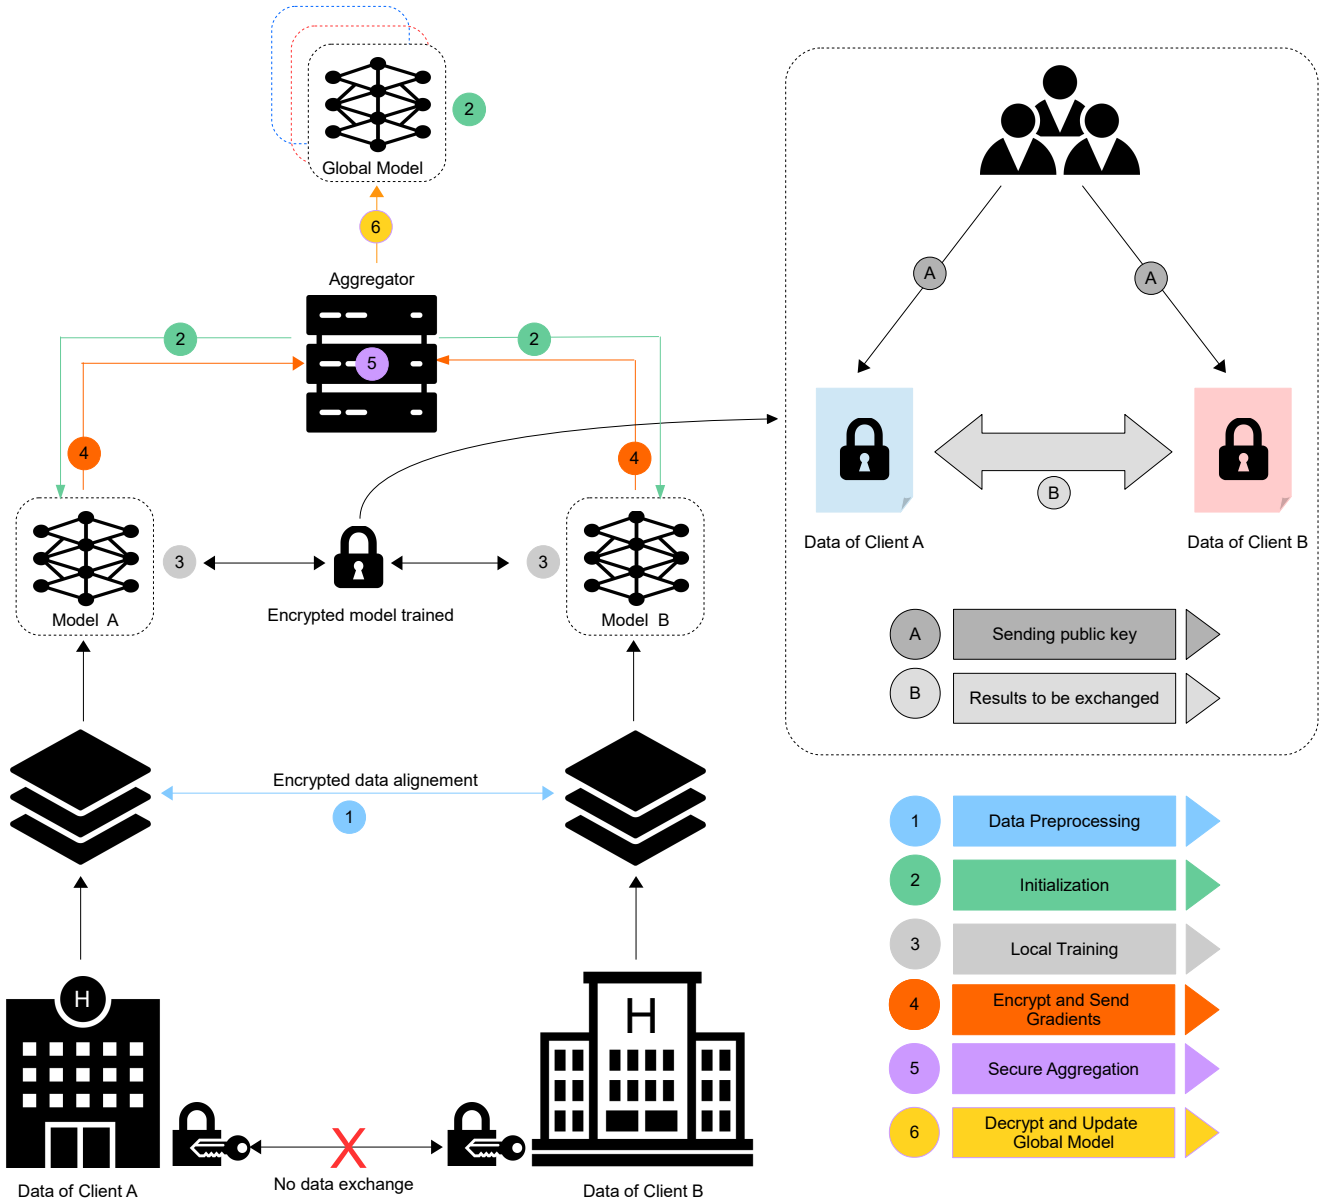 2
Global Model
6
Aggregator
2
2
5
4
4
3
3
Model A
Encrypted model trained
Model B
Encrypted data alignement
1
H
H
X
No data exchange
Data of Client A
Data of Client B
A
A
B
Data of Client A
Data of Client B
A
Sending public key
B
Results to be exchanged
1
Data Preprocessing
2
Initialization
3
Local Training
4
Encrypt and Send
Gradients
5
Secure Aggregation
6
Decrypt and Update
Global Model